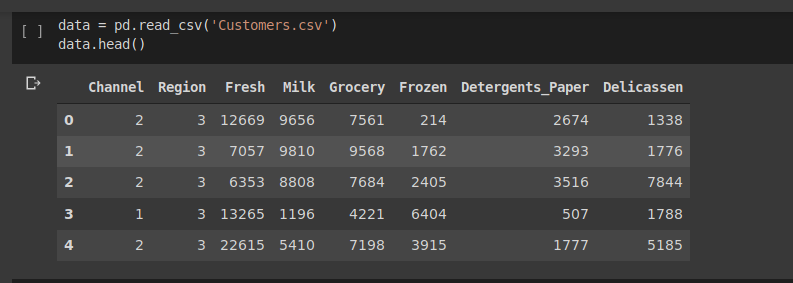 [ ] data = pd.read_csv('Customers.csv')
data.head()
Channel Region Fresh Milk Grocery Frozen Detergents_Paper Delicassen
0 2 3 12669 9656 7561 214 2674 1338
1 2 3 7057 9810 9568 1762 3293 1776
2 2 3 6353 8808 7684 2405 3516 7844
3 1 3 13265 1196 4221 6404 507 1788
4 2 3 22615 5410 7198 3915 1777 5185